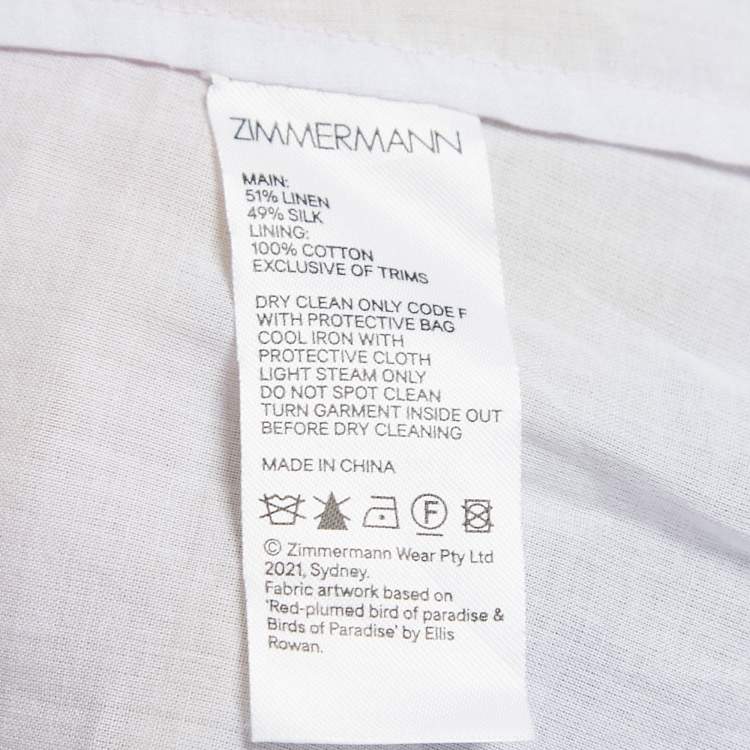 ZIMMERMANN
MAIN:
51% LINEN
49% SILK
LINING:
100% COTTON
EXCLUSIVE OF TRIMS
DRY CLEAN ONLY CODE F
WITH PROTECTIVE BAG
COOL IRON WITH
PROTECTIVE CLOTH
LIGHT STEAM ONLY
DO NOT SPOT CLEAN
TURN GARMENT INSIDE OUT
BEFORE DRY CLEANING
MADE IN CHINA
F
© Zimmermann Wear Pty Ltd
2021, Sydney.
Fabric artwork based on
'Red-plumed bird of paradise &
Birds of Paradise' by Ellis
Rowan.